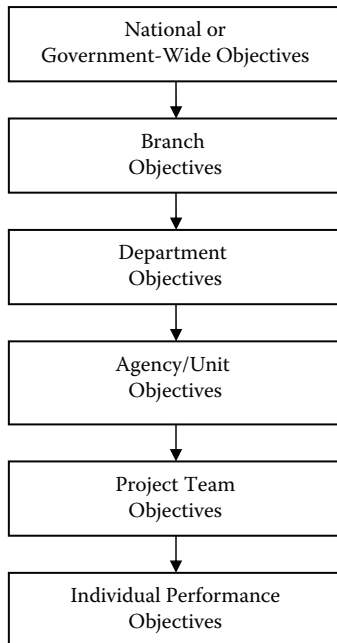 National or
Government-Wide Objectives
Branch
Objectives
Department
Objectives
Agency/Unit
Objectives
Project Team
Objectives
Individual Performance
Objectives